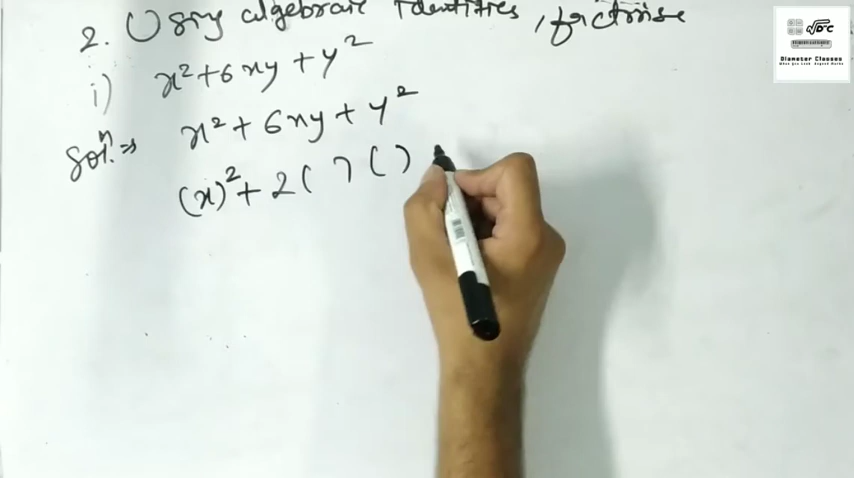 2. Using algebraic Identities, factorise
i) x² + 6xy + y²
Solⁿ. ⇒ x² + 6xy + y²
(x)² + 2( ) ( )
Diameter Classes